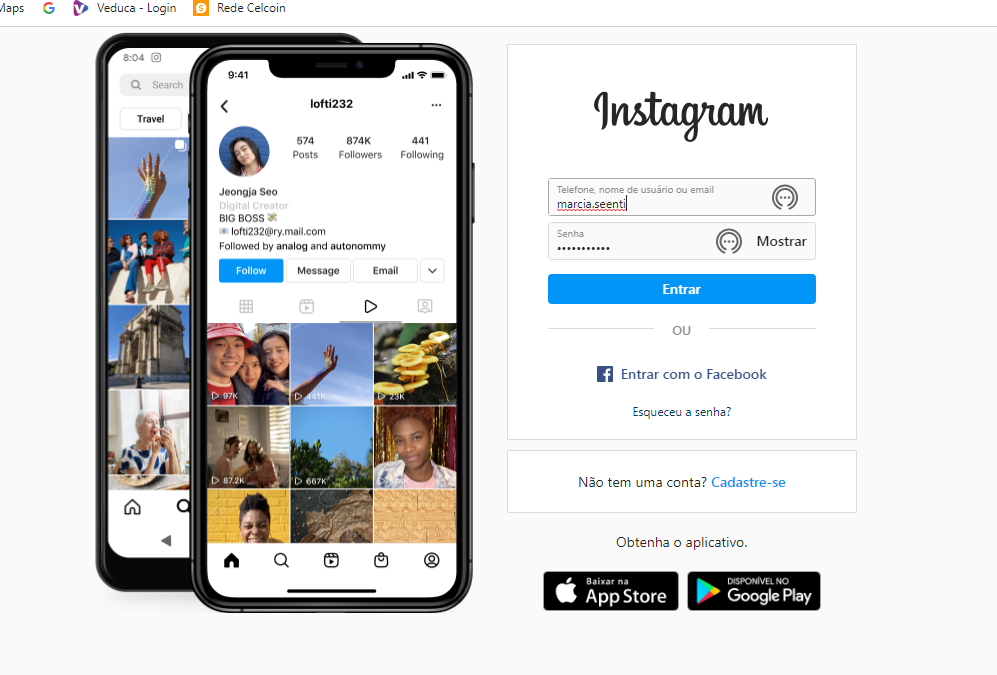 Maps
Veduca - Login
Rede Celcoin
8:04
Search
Travel
9:41
lofti232
574
874K
441
Posts
Followers
Following
Jeongja Seo
Digital Creator
BIG BOSS
lofti232@ry.mail.com
Followed by analog and autonommy
Follow
Message
Email
97K
441K
23K
87.2K
667K
Instagram
Telefone, nome de usuário ou email
marcia.seenti
Senha
Mostrar
Entrar
OU
Entrar com o Facebook
Esqueceu a senha?
Não tem uma conta? Cadastre-se
Obtenha o aplicativo.
Baixar na
App Store
DISPONÍVEL NO
Google Play